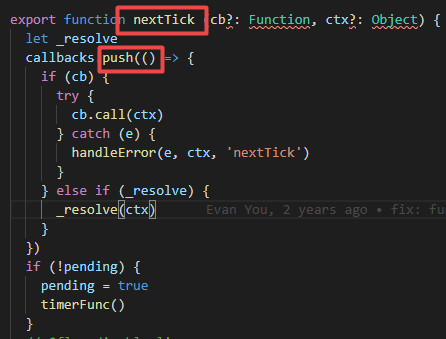 export function nextTick (cb?: Function, ctx?: Object) {
let _resolve
callbacks push(() => {
if (cb) {
try {
cb.call(ctx)
} catch (e) {
handleError(e, ctx, 'nextTick')
}
} else if (_resolve) {
_resolve(ctx) Evan You, 2 years ago • fix: fu
}
})
if (!pending) {
pending = true
timerFunc()
}